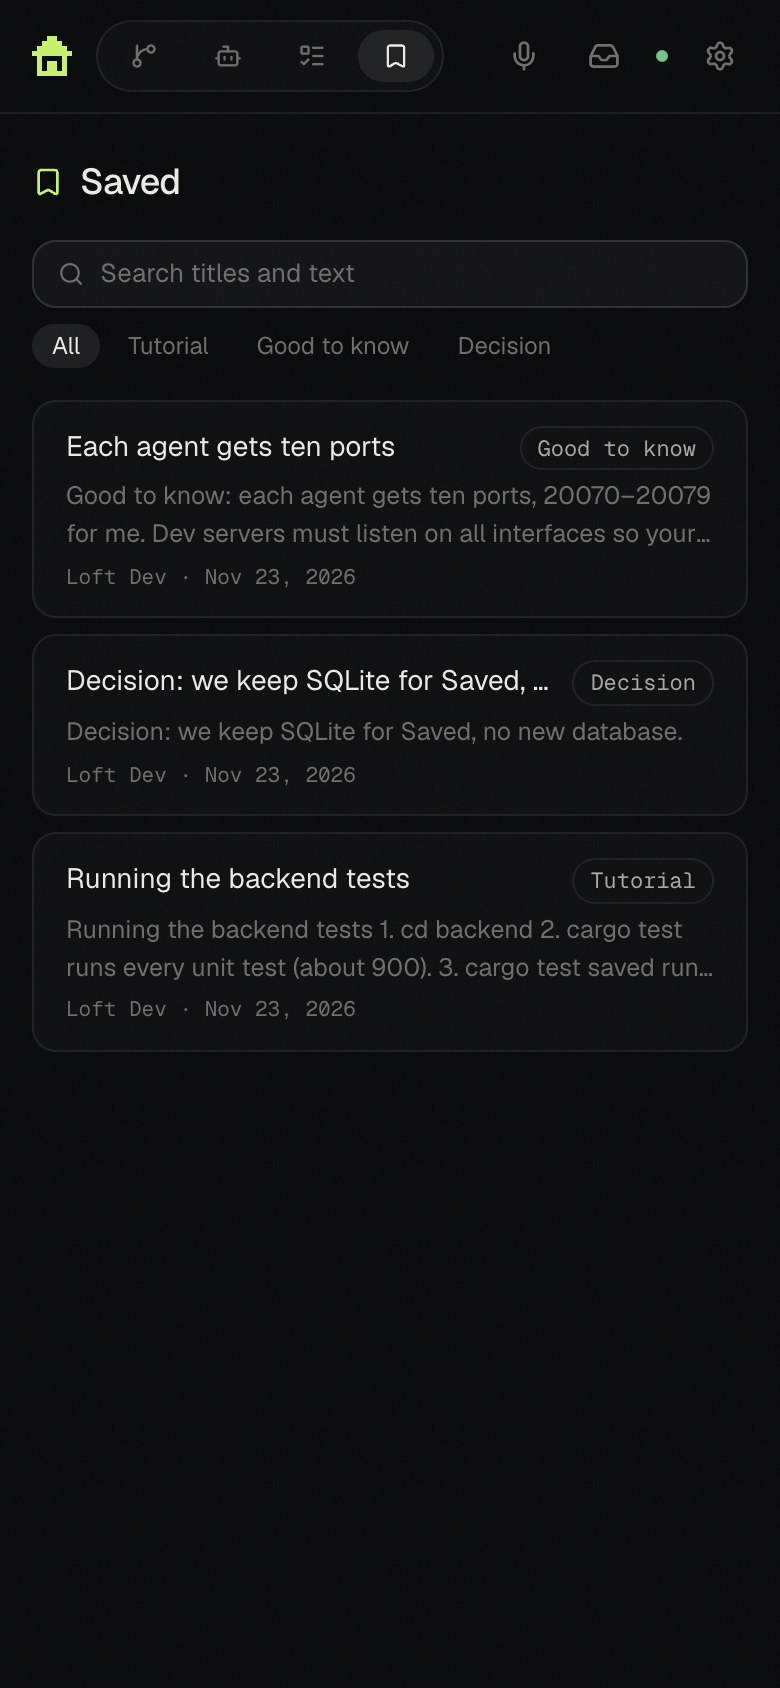 Saved
Search titles and text
All Tutorial Good to know Decision
Each agent gets ten ports Good to know
Good to know: each agent gets ten ports, 20070–20079
for me. Dev servers must listen on all interfaces so your…
Loft Dev · Nov 23, 2026
Decision: we keep SQLite for Saved, … Decision
Decision: we keep SQLite for Saved, no new database.
Loft Dev · Nov 23, 2026
Running the backend tests Tutorial
Running the backend tests 1. cd backend 2. cargo test
runs every unit test (about 900). 3. cargo test saved run…
Loft Dev · Nov 23, 2026